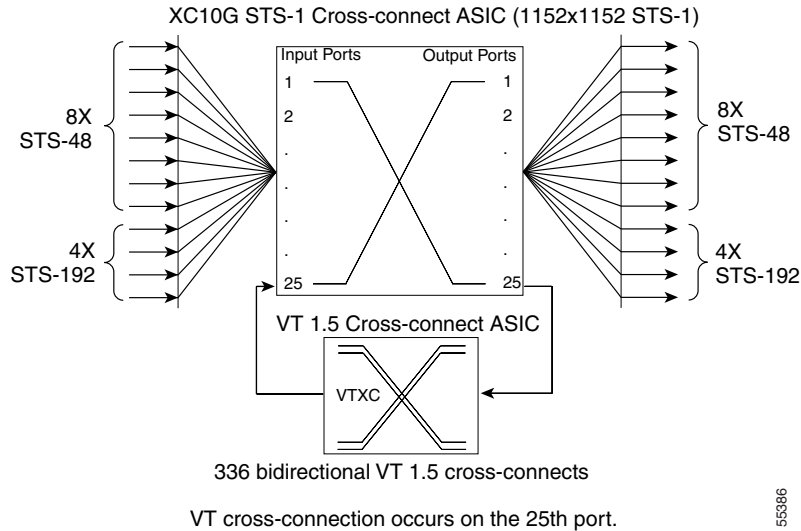 XC10G STS-1 Cross-connect ASIC (1152x1152 STS-1)
Input Ports
Output Ports
1
1
2
2
.
.
.
.
.
.
.
.
25
25
8X
STS-48
8X
STS-48
4X
STS-192
4X
STS-192
VT 1.5 Cross-connect ASIC
VTXC
336 bidirectional VT 1.5 cross-connects
VT cross-connection occurs on the 25th port.
55386